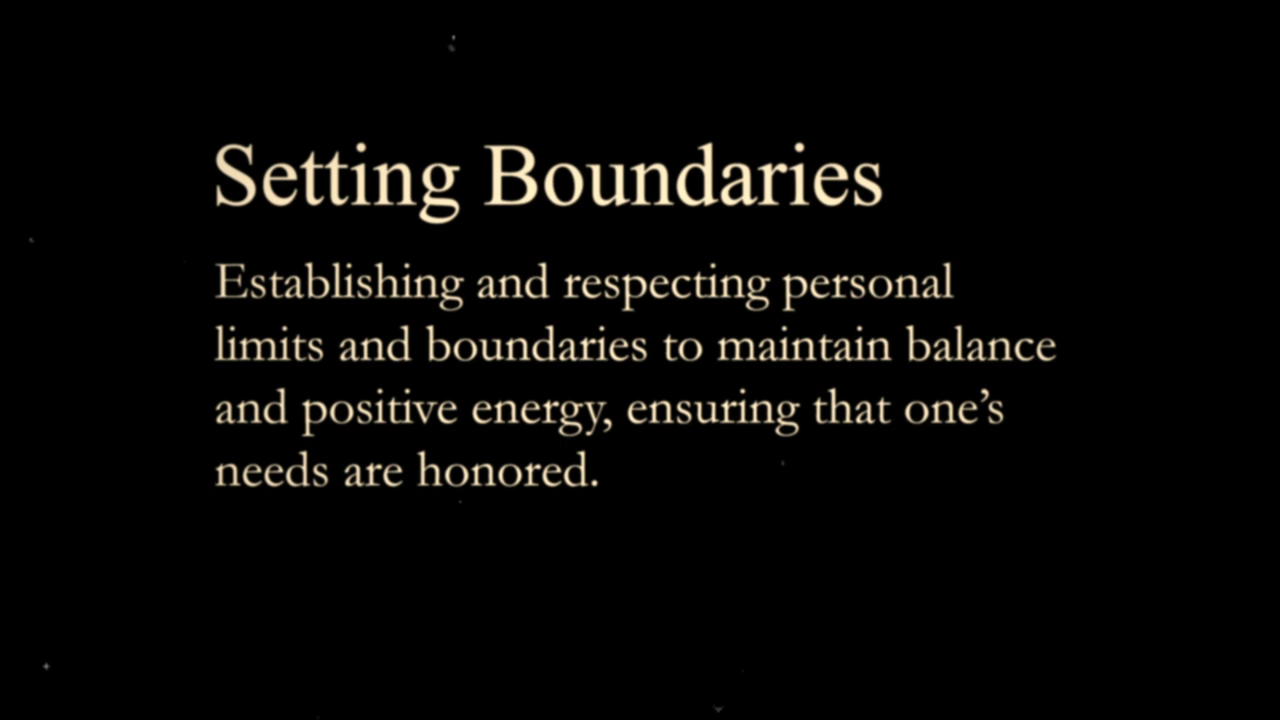 Setting Boundaries
Establishing and respecting personal
limits and boundaries to maintain balance
and positive energy, ensuring that one’s
needs are honored.